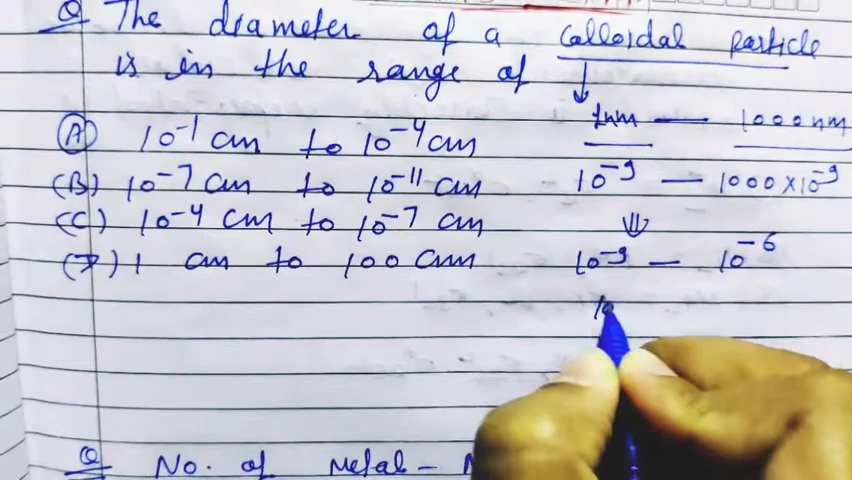 Q The diameter of a colloidal particle
is in the range of ↓
(A) 10⁻¹ cm to 10⁻⁴ cm
1nm — 1000nm
(B) 10⁻⁷ cm to 10⁻¹¹ cm
10⁻⁹ — 1000×10⁻⁹
(C) 10⁻⁴ cm to 10⁻⁷ cm
⇓
1 cm to 100 cm
10⁻⁹ — 10⁻⁶
10
Q No. of Metal –